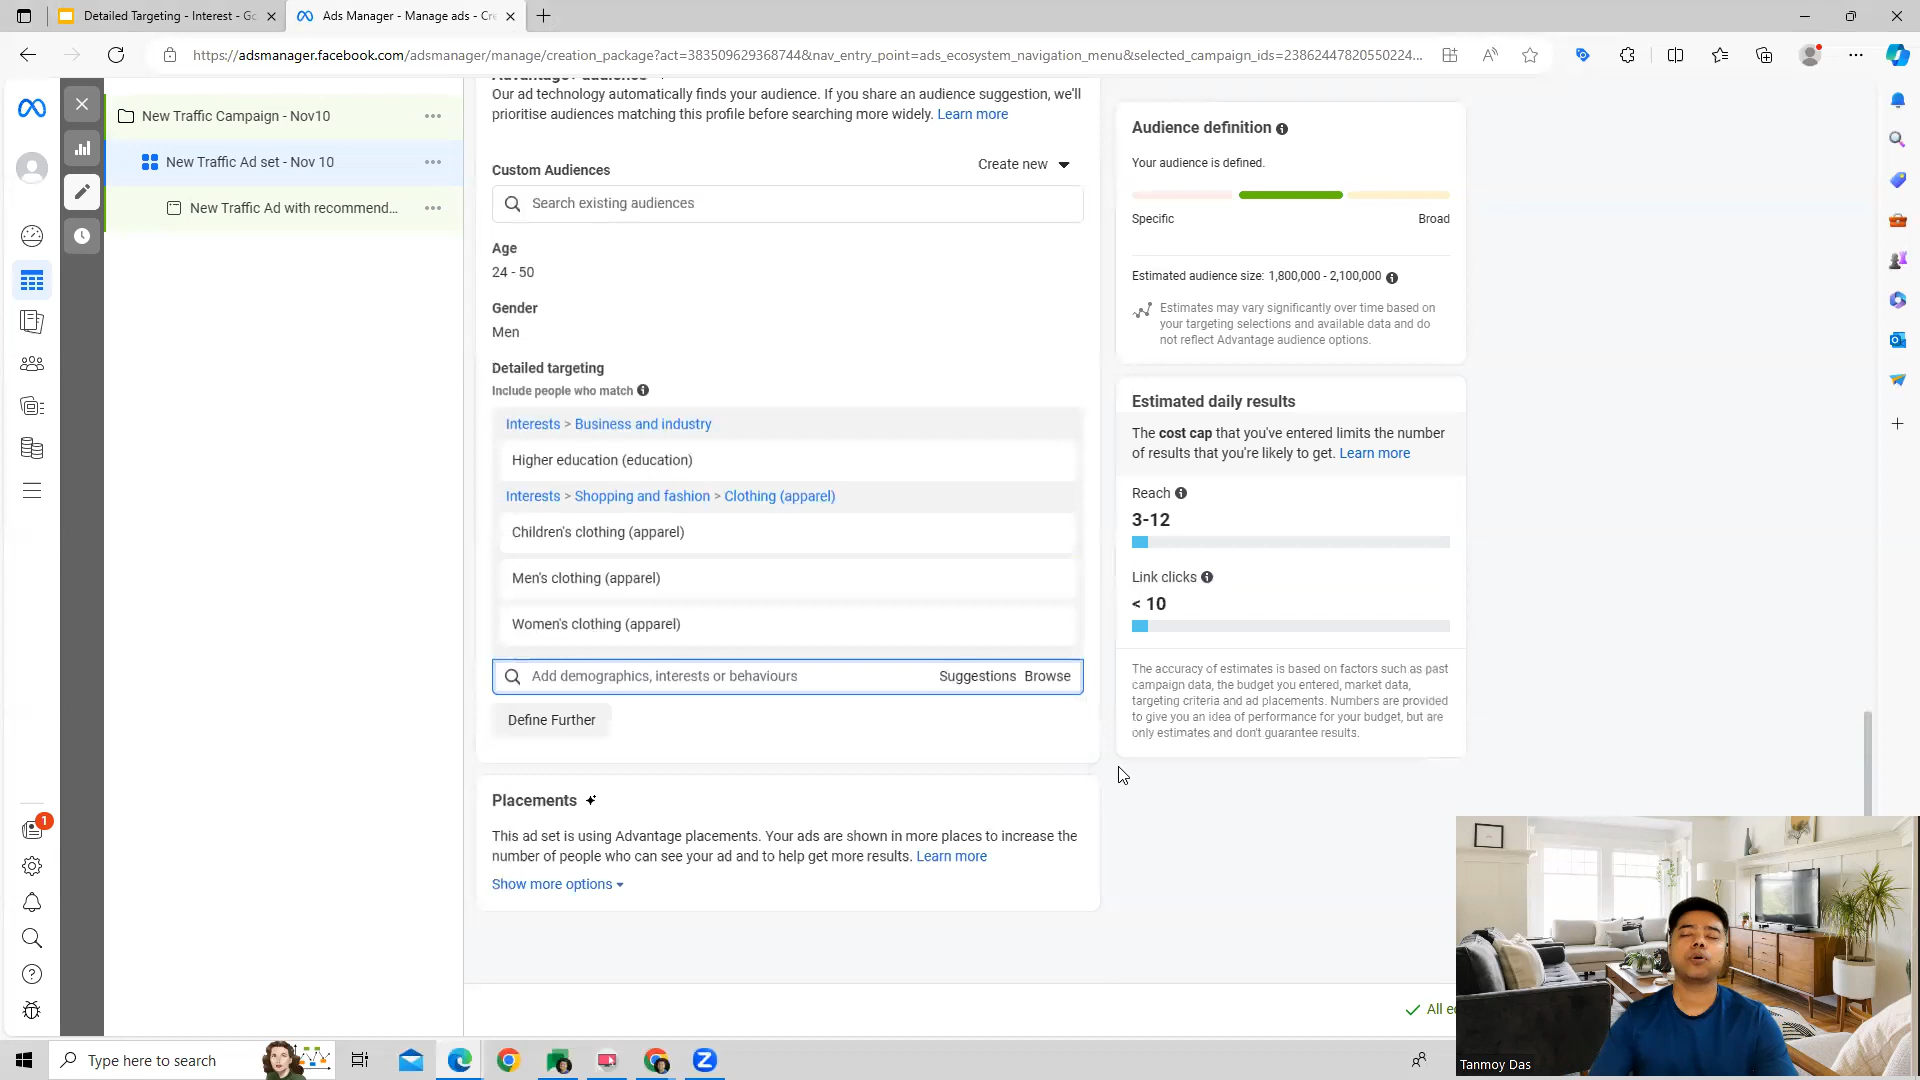 Detailed Targeting - Interest - Go
Ads Manager - Manage ads - Cre
https://adsmanager.facebook.com/adsmanager/manage/creation_package?act=383509629368744&nav_entry_point=ads_ecosystem_navigation_menu&selected_campaign_ids=23862447820550224...
New Traffic Campaign - Nov10
New Traffic Ad set - Nov 10
New Traffic Ad with recommend...
1
Advantage+ audience
Our ad technology automatically finds your audience. If you share an audience suggestion, we'll
prioritise audiences matching this profile before searching more widely. Learn more
Custom Audiences
Create new
Search existing audiences
Age
24 - 50
Gender
Men
Detailed targeting
Include people who match
Interests > Business and industry
Higher education (education)
Interests > Shopping and fashion > Clothing (apparel)
Children's clothing (apparel)
Men's clothing (apparel)
Women's clothing (apparel)
Add demographics, interests or behaviours
Suggestions Browse
Define Further
Placements
This ad set is using Advantage placements. Your ads are shown in more places to increase the
number of people who can see your ad and to help get more results. Learn more
Show more options
Audience definition
Your audience is defined.
Specific
Broad
Estimated audience size: 1,800,000 - 2,100,000
Estimates may vary significantly over time based on
your targeting selections and available data and do
not reflect Advantage audience options.
Estimated daily results
The cost cap that you've entered limits the number
of results that you're likely to get. Learn more
Reach
3-12
Link clicks
< 10
The accuracy of estimates is based on factors such as past
campaign data, the budget you entered, market data,
targeting criteria and ad placements. Numbers are provided
to give you an idea of performance for your budget, but are
only estimates and don't guarantee results.
All e
Tanmoy Das
Type here to search